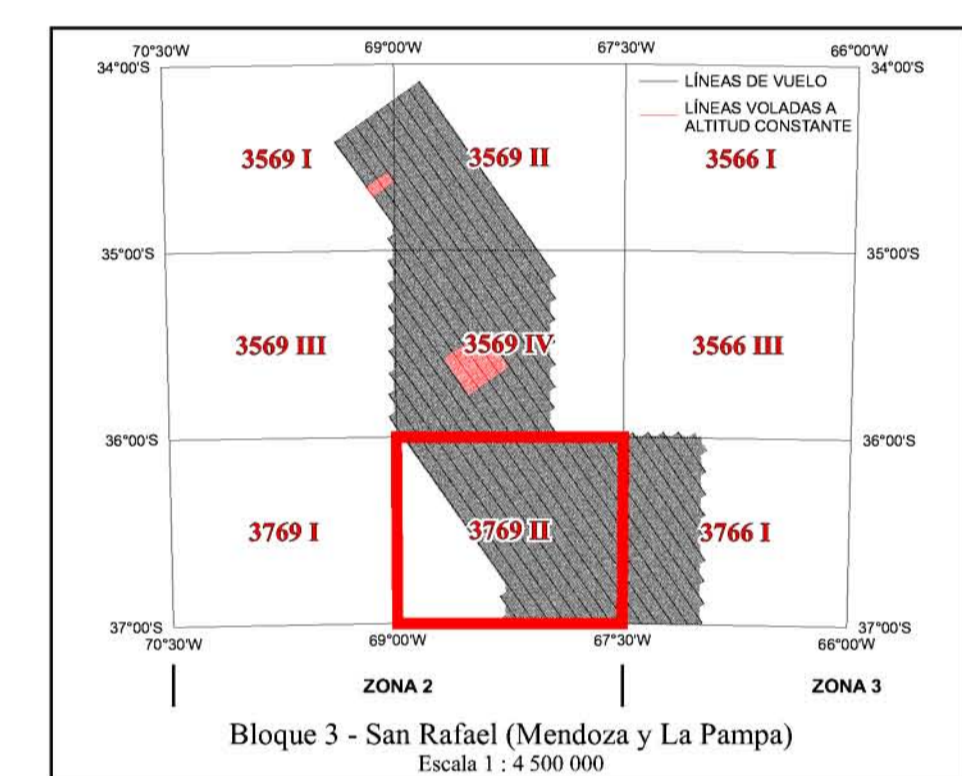 70°30'W 69°00'W 67°30'W 66°00'W
34°00'S 34°00'S
LÍNEAS DE VUELO
LÍNEAS VOLADAS A
ALTITUD CONSTANTE
3569 I 3569 II 3566 I
35°00'S 35°00'S
3569 III 3569 IV 3566 III
36°00'S 36°00'S
3769 I 3769 II 3766 I
37°00'S 37°00'S
70°30'W 69°00'W 67°30'W 66°00'W
ZONA 2 ZONA 3
Bloque 3 - San Rafael (Mendoza y La Pampa)
Escala 1 : 4 500 000